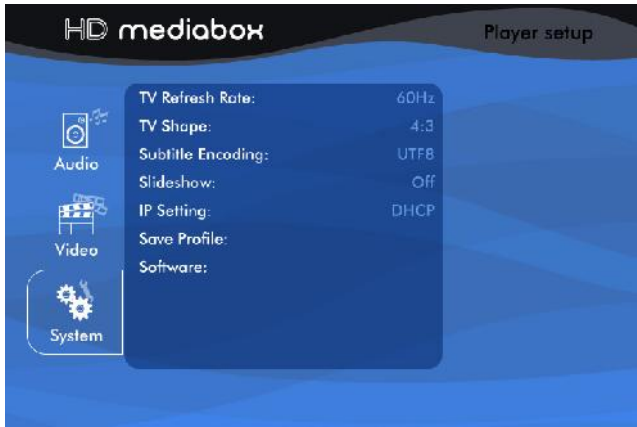 HD mediabox
Player setup
TV Refresh Rate: 60Hz
TV Shape: 4:3
Subtitle Encoding: UTF8
Slideshow: Off
IP Setting: DHCP
Save Profile:
Software:
Audio
Video
System